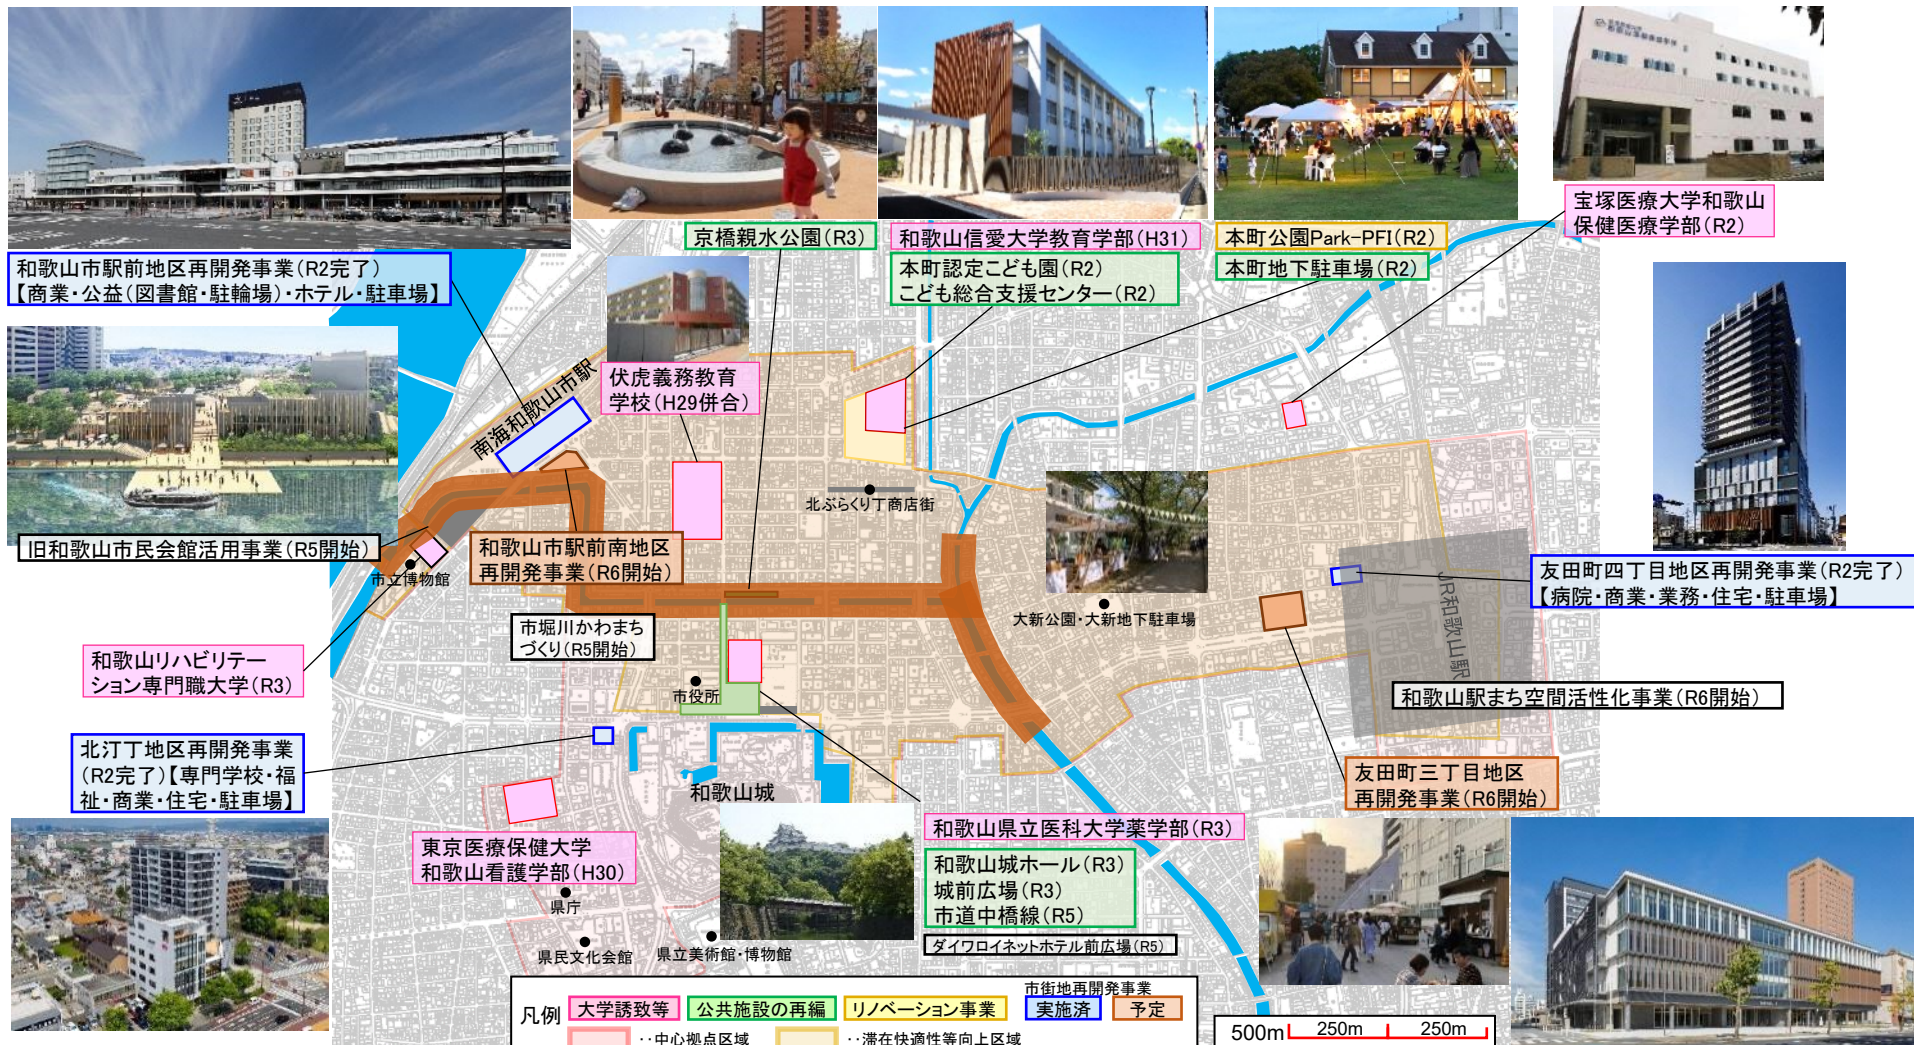 京橋親水公園(R3)
和歌山信愛大学教育学部(H31)
本町公園Park-PFI(R2)
宝塚医療大学和歌山
保健医療学部(R2)
和歌山市駅前地区再開発事業(R2完了)
【商業・公益(図書館・駐輪場)・ホテル・駐車場】
本町認定こども園(R2)
こども総合支援センター(R2)
本町地下駐車場(R2)
南海和歌山市駅
伏虎義務教育
学校(H29併合)
北ぶらくり丁商店街
旧和歌山市民会館活用事業(R5開始)
市立博物館
和歌山市駅前南地区
再開発事業(R6開始)
友田町四丁目地区再開発事業(R2完了)
【病院・商業・業務・住宅・駐車場】
大新公園・大新地下駐車場
JR和歌山駅
市堀川かわまち
づくり(R5開始)
和歌山リハビリテー
ション専門職大学(R3)
市役所
和歌山駅まち空間活性化事業(R6開始)
北汀丁地区再開発事業
(R2完了)【専門学校・福
祉・商業・住宅・駐車場】
和歌山城
友田町三丁目地区
再開発事業(R6開始)
東京医療保健大学
和歌山看護学部(H30)
和歌山県立医科大学薬学部(R3)
和歌山城ホール(R3)
城前広場(R3)
市道中橋線(R5)
ダイワロイネットホテル前広場(R5)
県庁
県民文化会館
県立美術館・博物館
凡例
大学誘致等
公共施設の再編
リノベーション事業
市街地再開発事業
実施済
予定
‥中心拠点区域
‥滞在快適性等向上区域
500m
250m
250m